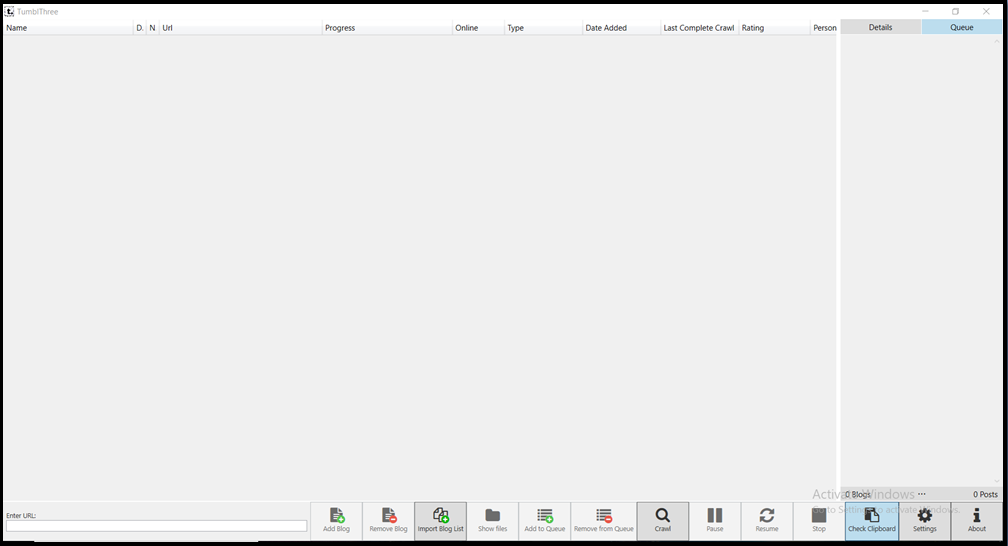 TumblThree
Name D. N Url Progress Online Type Date Added Last Complete Crawl Rating Person Details Queue
0 Blogs ... 0 Posts
Activate Windows
Go to Settings to activate Windows.
Enter URL:
Add Blog Remove Blog Import Blog List Show files Add to Queue Remove from Queue Crawl Pause Resume Stop Check Clipboard Settings About